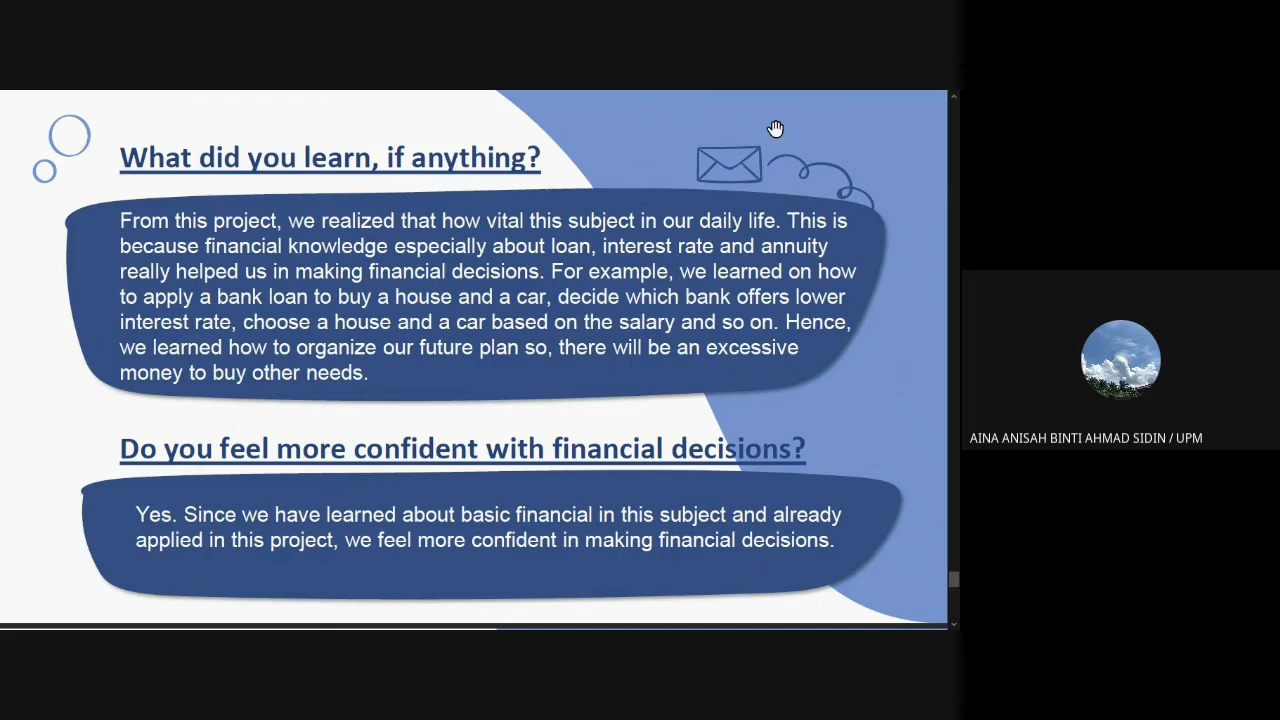 What did you learn, if anything?
From this project, we realized that how vital this subject in our daily life. This is
because financial knowledge especially about loan, interest rate and annuity
really helped us in making financial decisions. For example, we learned on how
to apply a bank loan to buy a house and a car, decide which bank offers lower
interest rate, choose a house and a car based on the salary and so on. Hence,
we learned how to organize our future plan so, there will be an excessive
money to buy other needs.
Do you feel more confident with financial decisions?
Yes. Since we have learned about basic financial in this subject and already
applied in this project, we feel more confident in making financial decisions.
AINA ANISAH BINTI AHMAD SIDIN / UPM